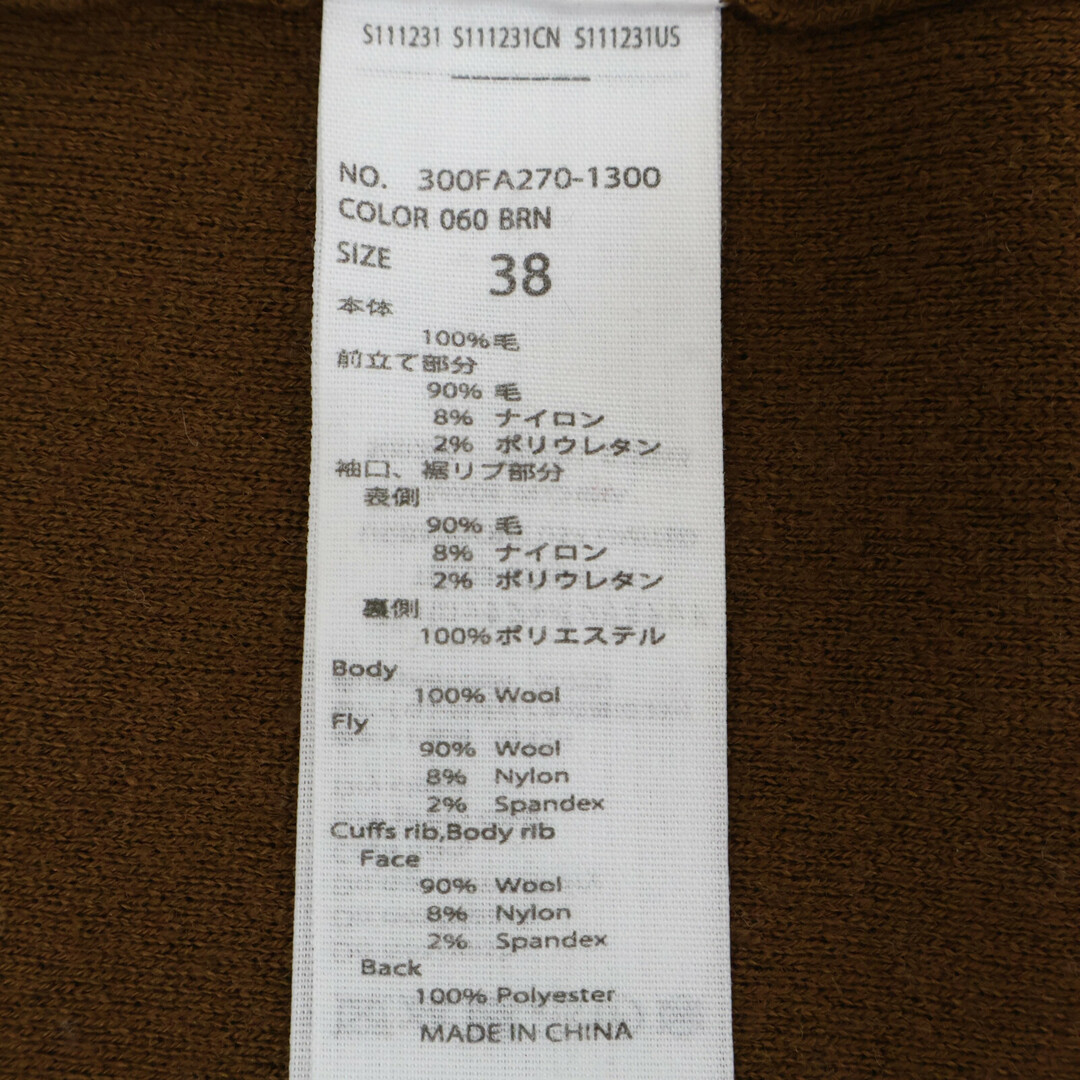 S111231 S111231CN S111231US
NO. 300FA270-1300
COLOR 060 BRN
SIZE 38
本体
100% 毛
前立て部分
90% 毛
8% ナイロン
2% ポリウレタン
袖口、裾リブ部分
表側
90% 毛
8% ナイロン
2% ポリウレタン
裏側
100% ポリエステル
Body
100% Wool
Fly
90% Wool
8% Nylon
2% Spandex
Cuffs rib,Body rib
Face
90% Wool
8% Nylon
2% Spandex
Back
100% Polyester
MADE IN CHINA